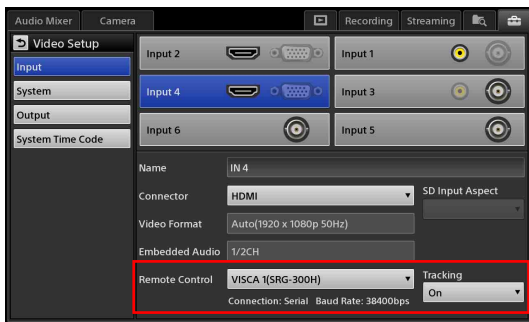 Audio Mixer Camera Recording Streaming
Video Setup
Input
System
Output
System Time Code
Input 2 Input 1
Input 4 Input 3
Input 6 Input 5
Name IN 4
Connector HDMI SD Input Aspect
Video Format Auto(1920 x 1080p 50Hz)
Embedded Audio 1/2CH
Remote Control VISCA 1(SRG-300H) Tracking
On
Connection: Serial Baud Rate: 38400bps